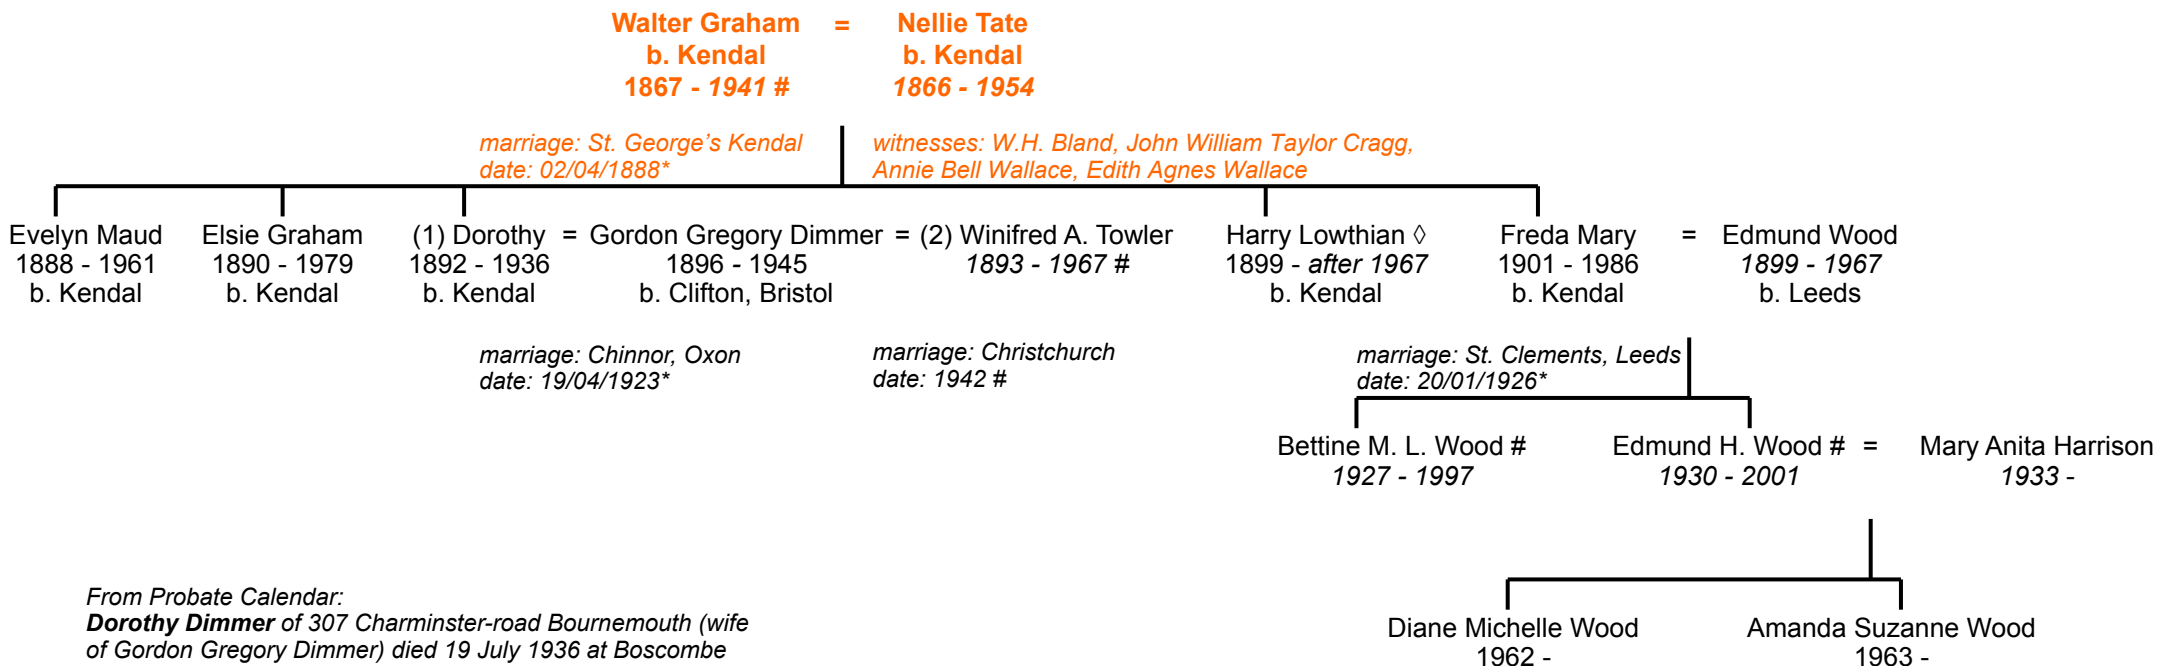 Walter Graham = Nellie Tate
b. Kendal b. Kendal
1867 - 1941 # 1866 - 1954
marriage: St. George's Kendal
date: 02/04/1888*
witnesses: W.H. Bland, John William Taylor Cragg,
Annie Bell Wallace, Edith Agnes Wallace
Evelyn Maud
1888 - 1961
b. Kendal
Elsie Graham
1890 - 1979
b. Kendal
(1) Dorothy = Gordon Gregory Dimmer = (2) Winifred A. Towler
1892 - 1936 1896 - 1945 1893 - 1967 #
b. Kendal b. Clifton, Bristol
Harry Lowthian ◊
1899 - after 1967
b. Kendal
Freda Mary = Edmund Wood
1901 - 1986 1899 - 1967
b. Kendal b. Leeds
marriage: Chinnor, Oxon
date: 19/04/1923*
marriage: Christchurch
date: 1942 #
marriage: St. Clements, Leeds
date: 20/01/1926*
Bettine M. L. Wood #
1927 - 1997
Edmund H. Wood # = Mary Anita Harrison
1930 - 2001 1933 -
From Probate Calendar:
Dorothy Dimmer of 307 Charminster-road Bournemouth (wife
of Gordon Gregory Dimmer) died 19 July 1936 at Boscombe
Diane Michelle Wood
1962 -
Amanda Suzanne Wood
1963 -